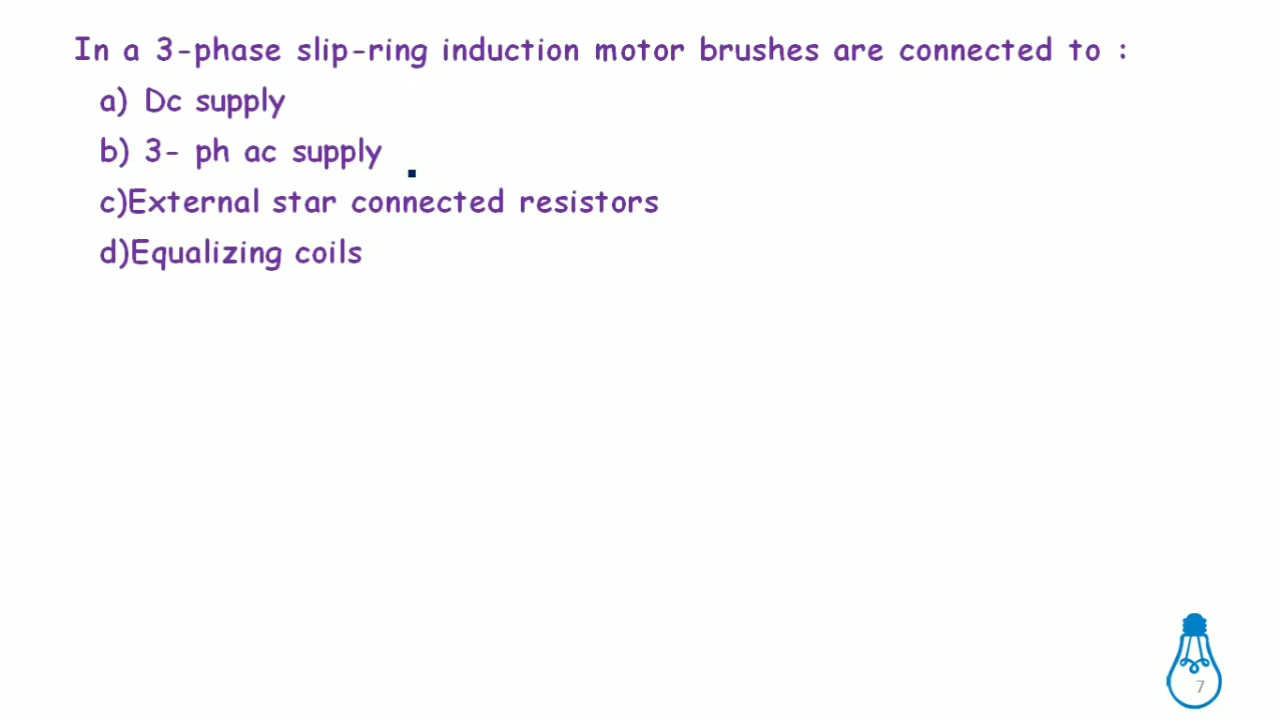 In a 3-phase slip-ring induction motor brushes are connected to :
a) Dc supply
b) 3- ph ac supply
c)External star connected resistors
d)Equalizing coils
7